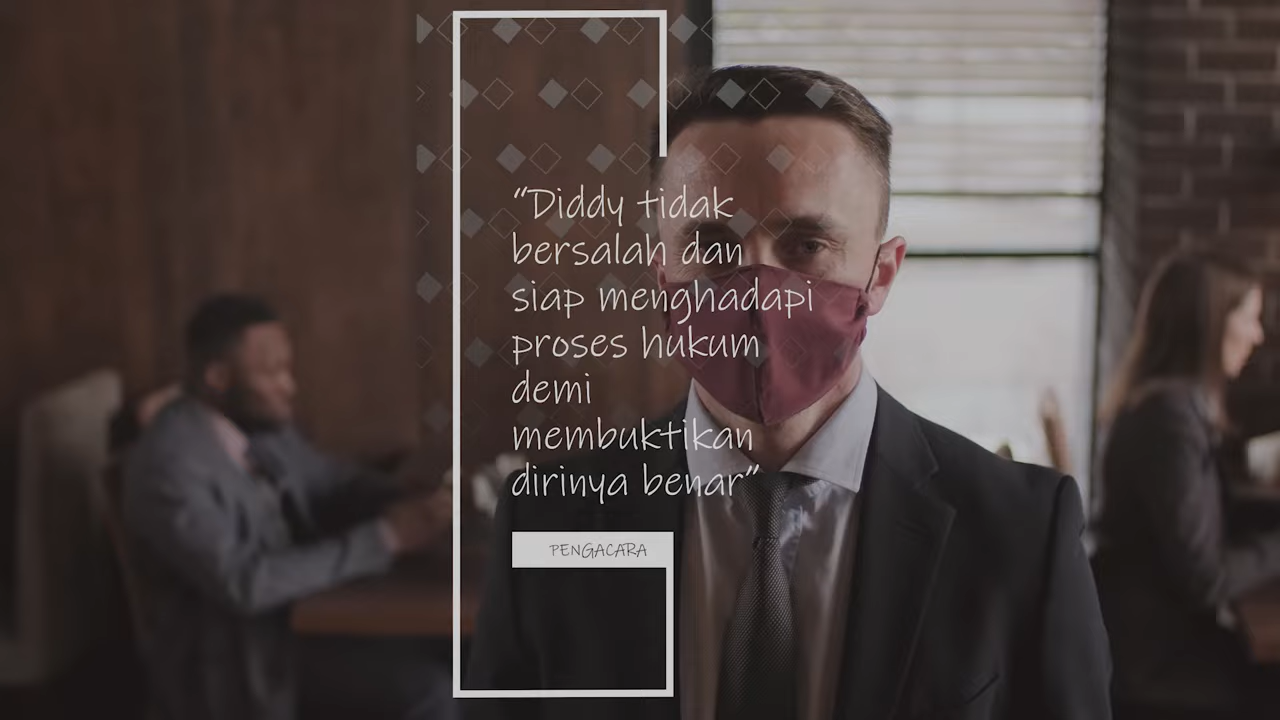 “Diddy tidak
bersalah dan
siap menghadapi
proses hukum
demi
membuktikan
dirinya benar”
PENGACARA